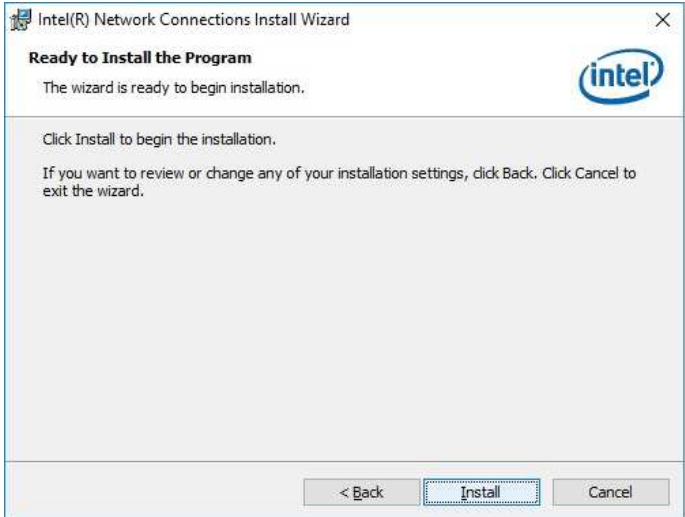 Intel(R) Network Connections Install Wizard
Ready to Install the Program
The wizard is ready to begin installation.
intel
Click Install to begin the installation.
If you want to review or change any of your installation settings, click Back. Click Cancel to
exit the wizard.
< Back
Install
Cancel